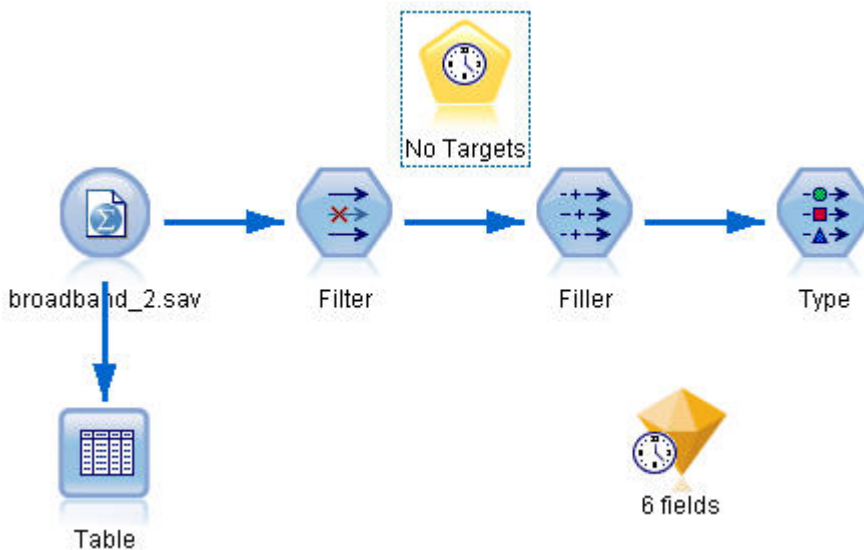 No Targets
broadband_2.sav
Filter
Filler
Type
6 fields
Table